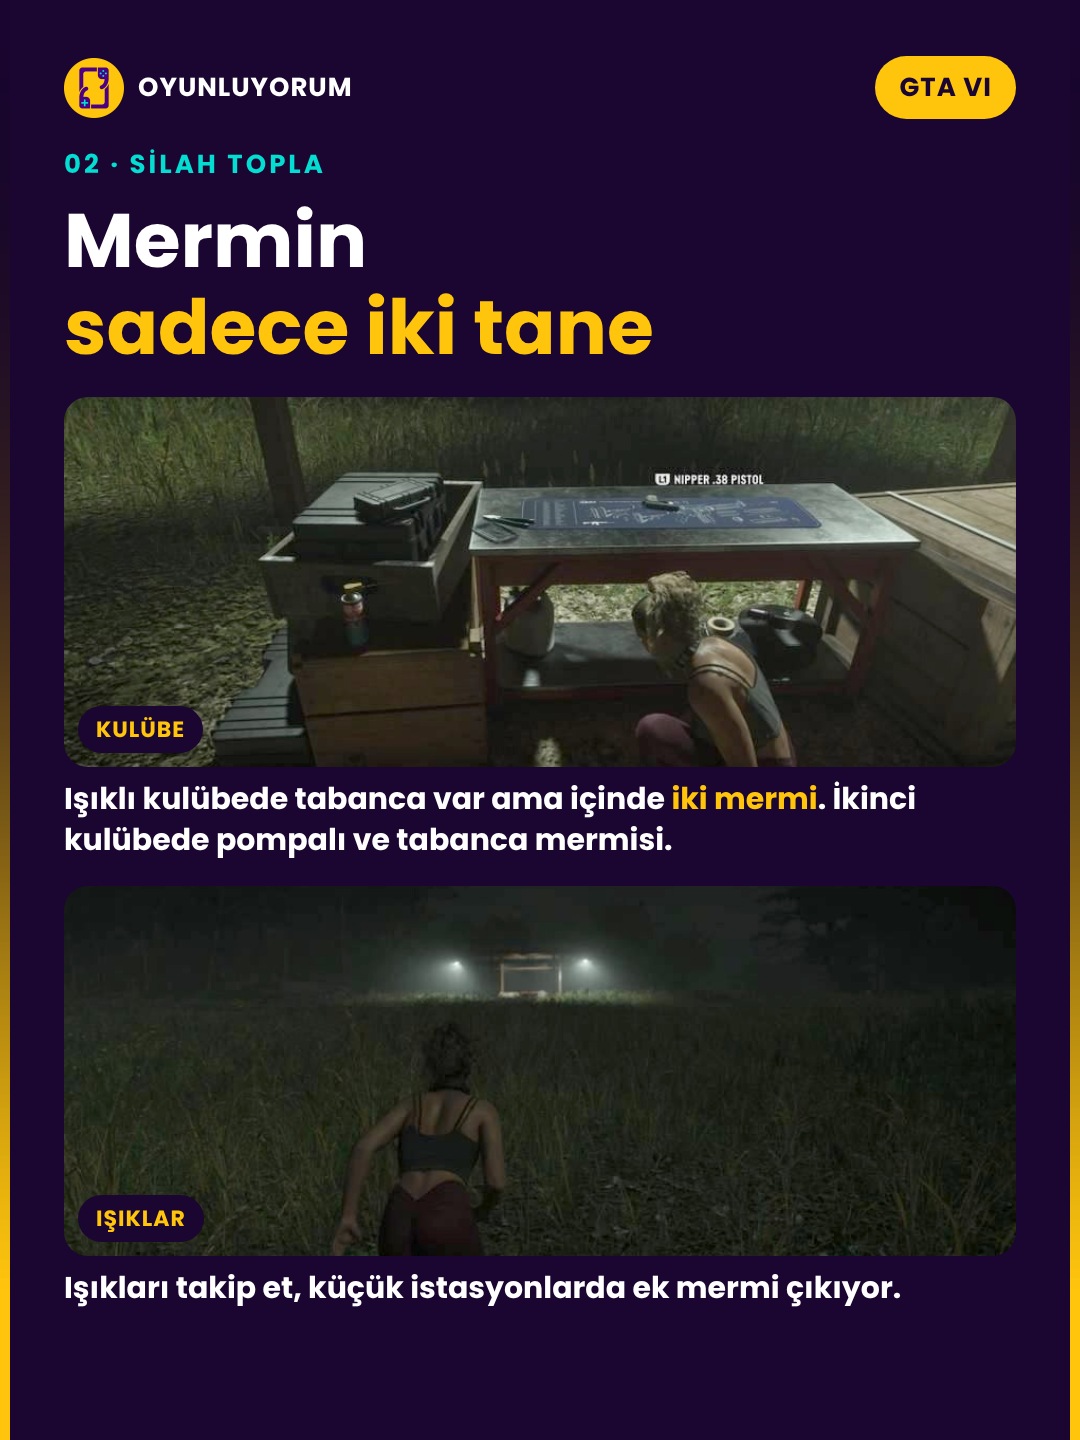 OYUNLUYORUM
GTA VI
02 · SİLAH TOPLA
Mermin
sadece iki tane
L1 NIPPER .38 PISTOL
KULÜBE
Işıklı kulübede tabanca var ama içinde iki mermi. İkinci
kulübede pompalı ve tabanca mermisi.
IŞIKLAR
Işıkları takip et, küçük istasyonlarda ek mermi çıkıyor.